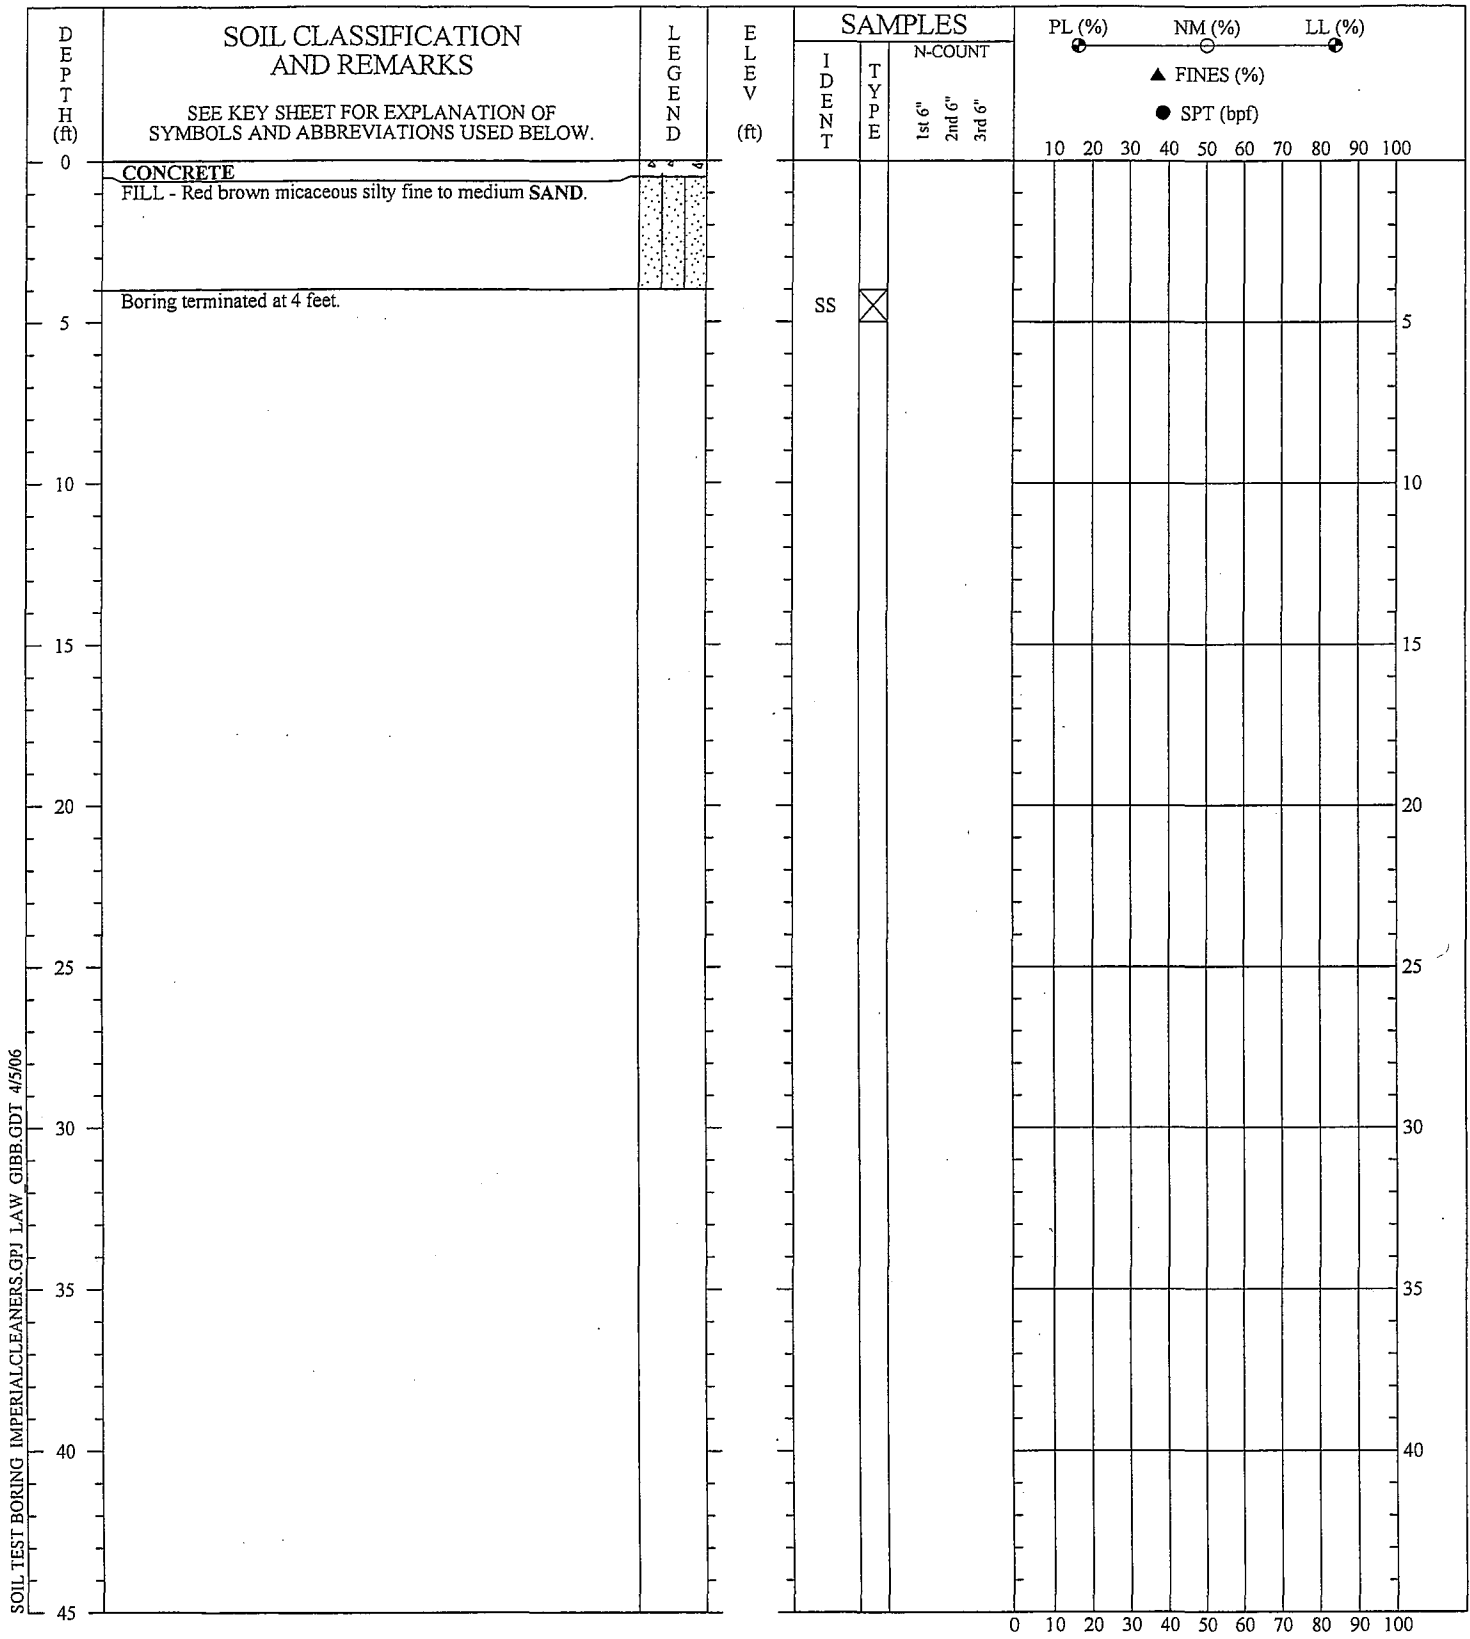 DEPTH (ft)
SOIL CLASSIFICATION
AND REMARKS
SEE KEY SHEET FOR EXPLANATION OF
SYMBOLS AND ABBREVIATIONS USED BELOW.
LEGEND
ELEV (ft)
SAMPLES
IDENT
TYPE
N-COUNT
1st 6"
2nd 6"
3rd 6"
PL (%) NM (%) LL (%)
▲ FINES (%)
● SPT (bpf)
10 20 30 40 50 60 70 80 90 100
0
CONCRETE
FILL - Red brown micaceous silty fine to medium SAND.
Boring terminated at 4 feet.
SS
5 5
10 10
15 15
20 20
25 25
30 30
35 35
40 40
45
0 10 20 30 40 50 60 70 80 90 100
SOIL TEST BORING IMPERIALCLEANERS.GPJ LAW_GIBB.GDT 4/5/06